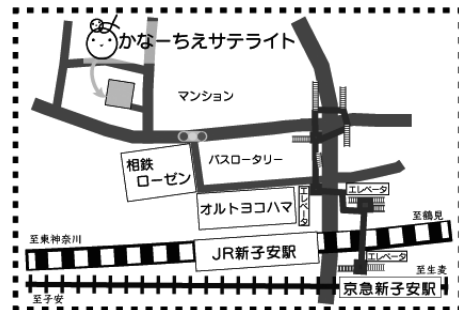 かなーちえサテライト
マンション
相鉄
ローゼン
バスロータリー
オルトヨコハマ
エレベータ
エレベータ
至鶴見
至東神奈川
JR新子安駅
エレベータ
至生麦
至子安
京急新子安駅